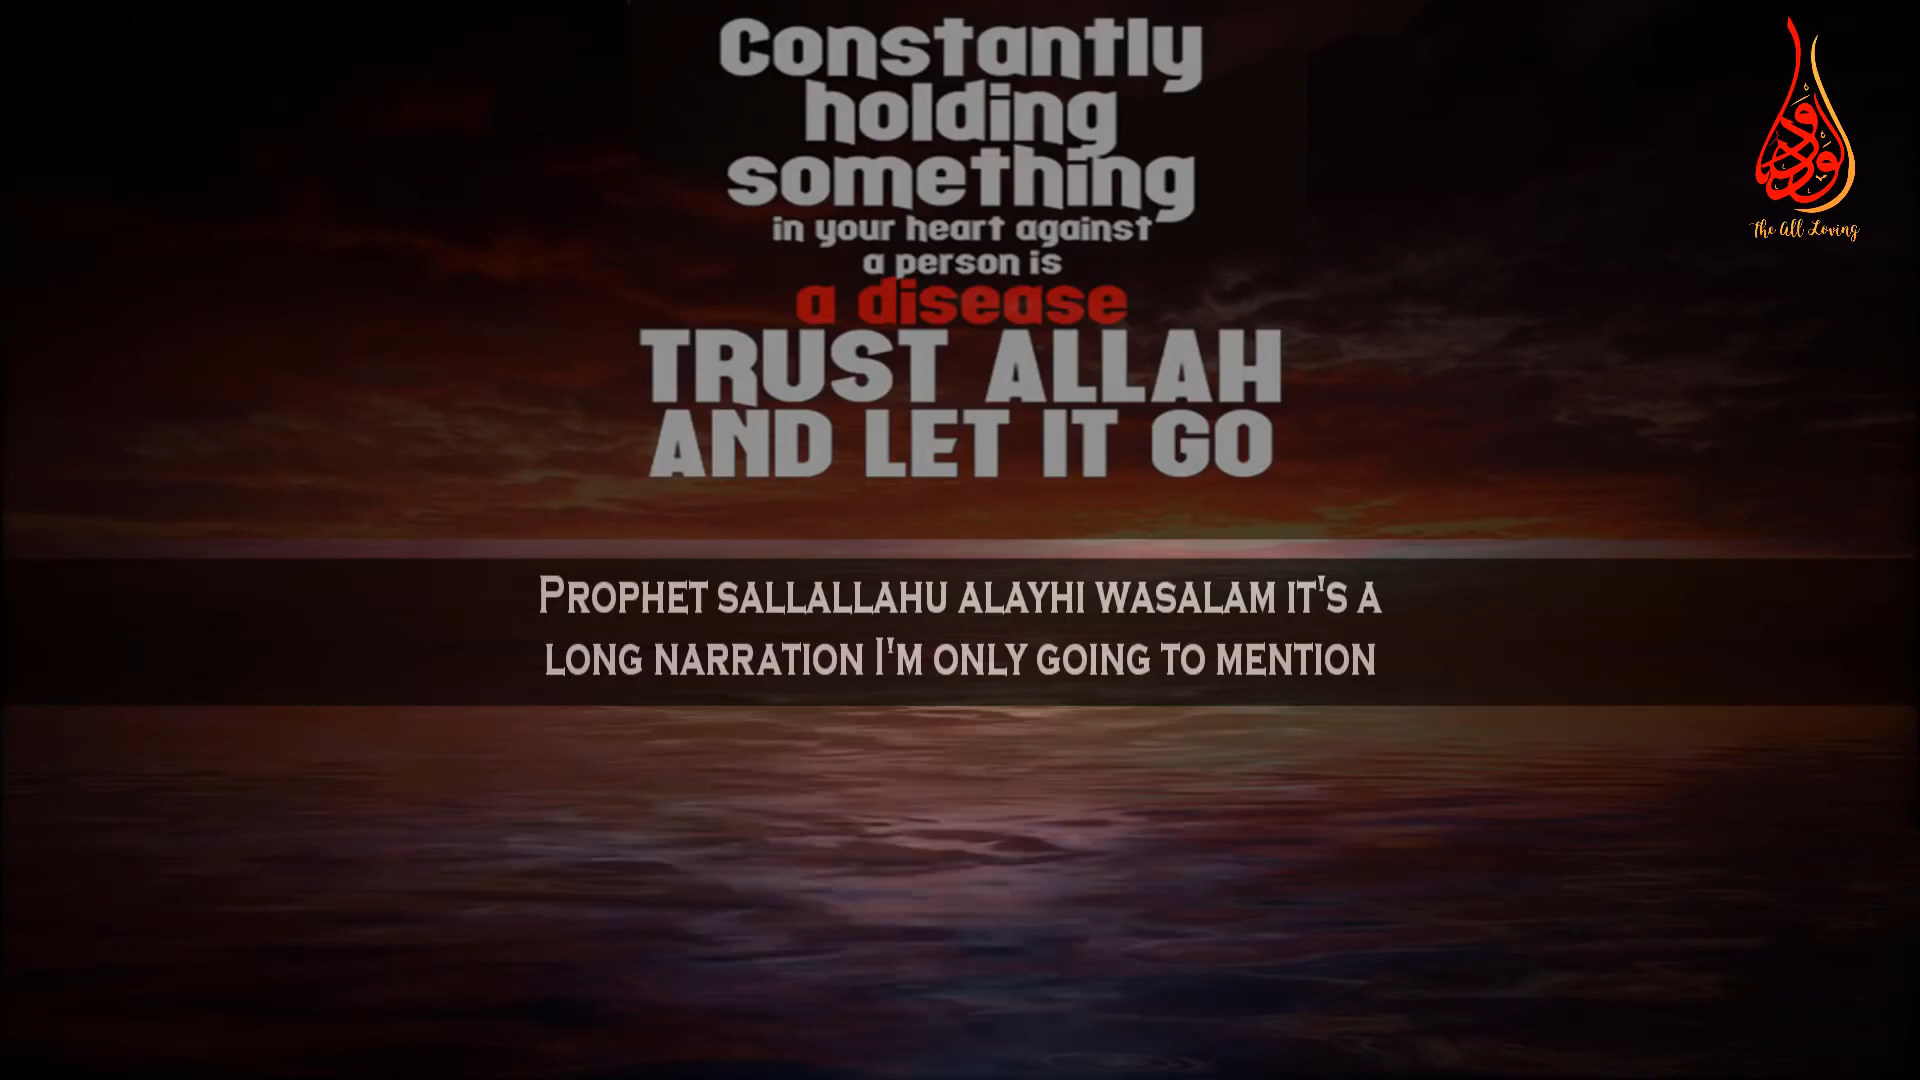 Constantly
holding
something
in your heart against
a person is
a disease
TRUST ALLAH
AND LET IT GO
The All Loving
Prophet sallallahu alayhi wasalam it's a
long narration I'm only going to mention